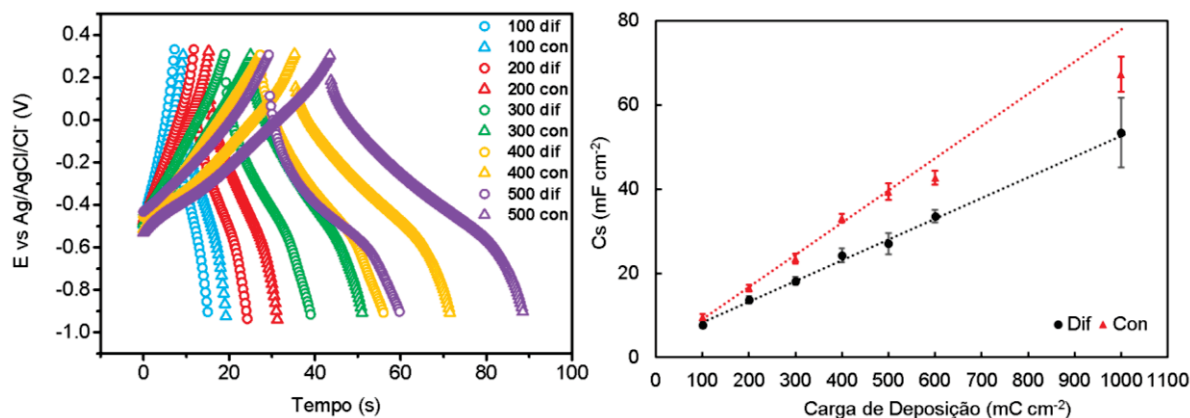 E vs Ag/AgCl/Cl⁻ (V)
0.4
0.2
0.0
-0.2
-0.4
-0.6
-0.8
-1.0
0 20 40 60 80 100
Tempo (s)
100 dif
100 con
200 dif
200 con
300 dif
300 con
400 dif
400 con
500 dif
500 con
Cs (mF cm⁻²)
80
60
40
20
0
0 100 200 300 400 500 600 700 800 900 1000 1100
Carga de Deposição (mC cm⁻²)
Dif Con